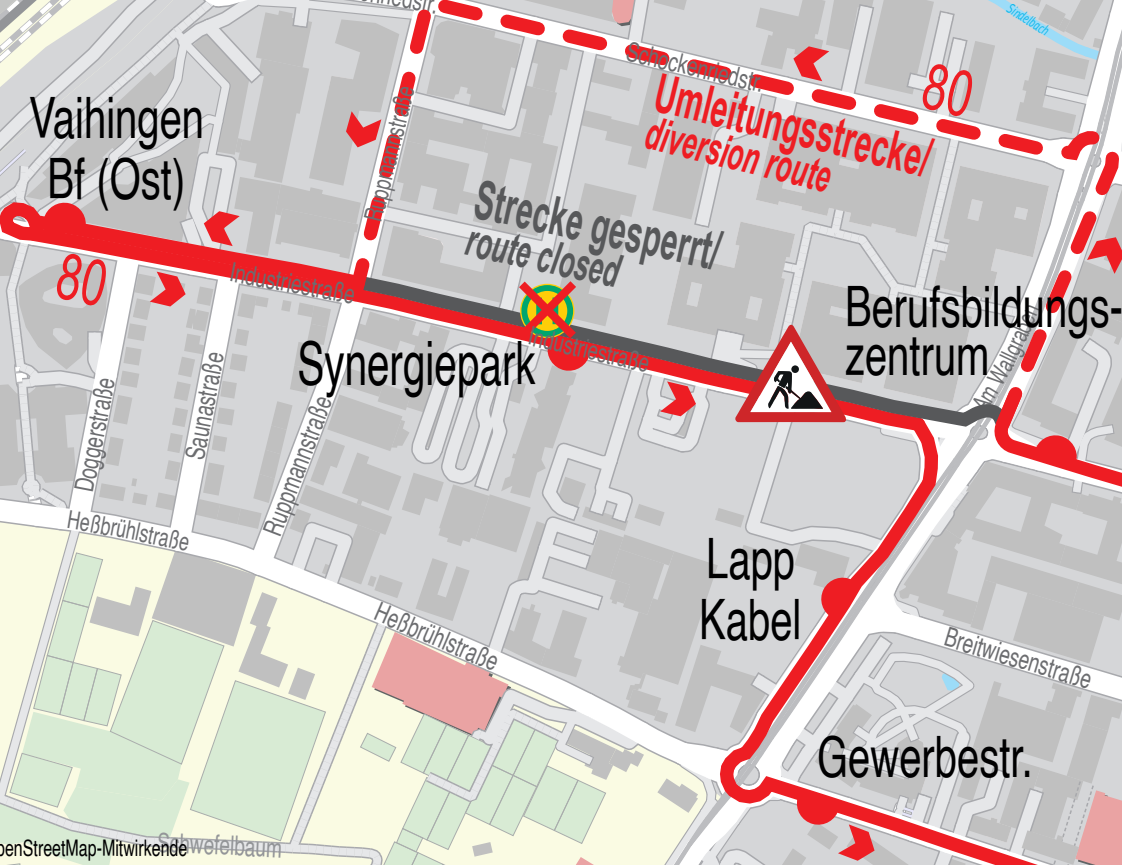 Sindelbach
Schockenriedstr.
80
Umleitungsstrecke/
diversion route
Vaihingen
Bf (Ost)
Ruppmannstraße
Strecke gesperrt/
route closed
80
Industriestraße
Berufsbildungs-
zentrum
Industriestraße
Synergiepark
Am Wallgraben
Doggerstraße
Saunastraße
Ruppmannstraße
Heßbrühlstraße
Lapp
Kabel
Heßbrühlstraße
Breitwiesenstraße
Gewerbestr.
penStreetMap-Mitwirkende
Schwefelbaum